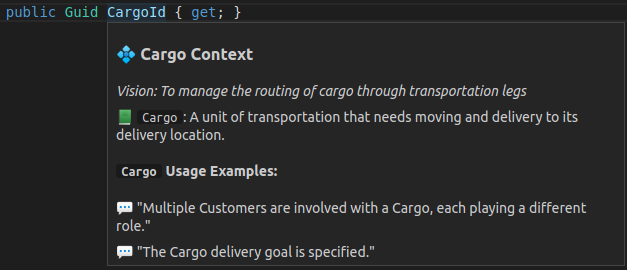 public Guid CargoId { get; }
Cargo Context
Vision: To manage the routing of cargo through transportation legs
Cargo : A unit of transportation that needs moving and delivery to its
delivery location.
Cargo Usage Examples:
"Multiple Customers are involved with a Cargo, each playing a different
role."
"The Cargo delivery goal is specified."